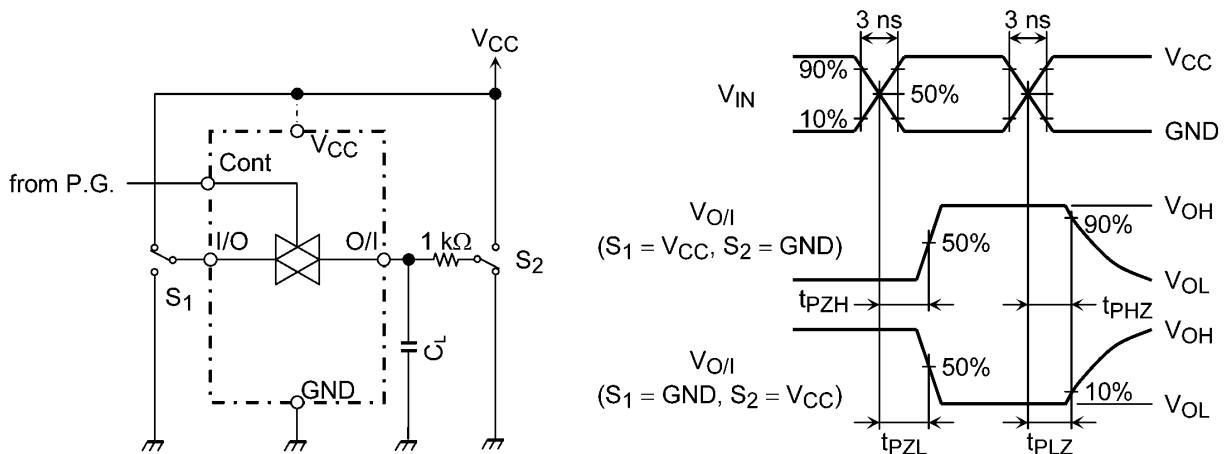 V_CC
V_CC
Cont
from P.G.
I/O
O/I
1 kΩ
S_1
S_2
C_L
GND
3 ns
3 ns
V_IN
90%
10%
50%
V_CC
GND
V_O/I
(S_1 = V_CC, S_2 = GND)
50%
90%
V_OH
V_OL
t_PZH
t_PHZ
V_O/I
(S_1 = GND, S_2 = V_CC)
50%
10%
V_OH
V_OL
t_PZL
t_PLZ